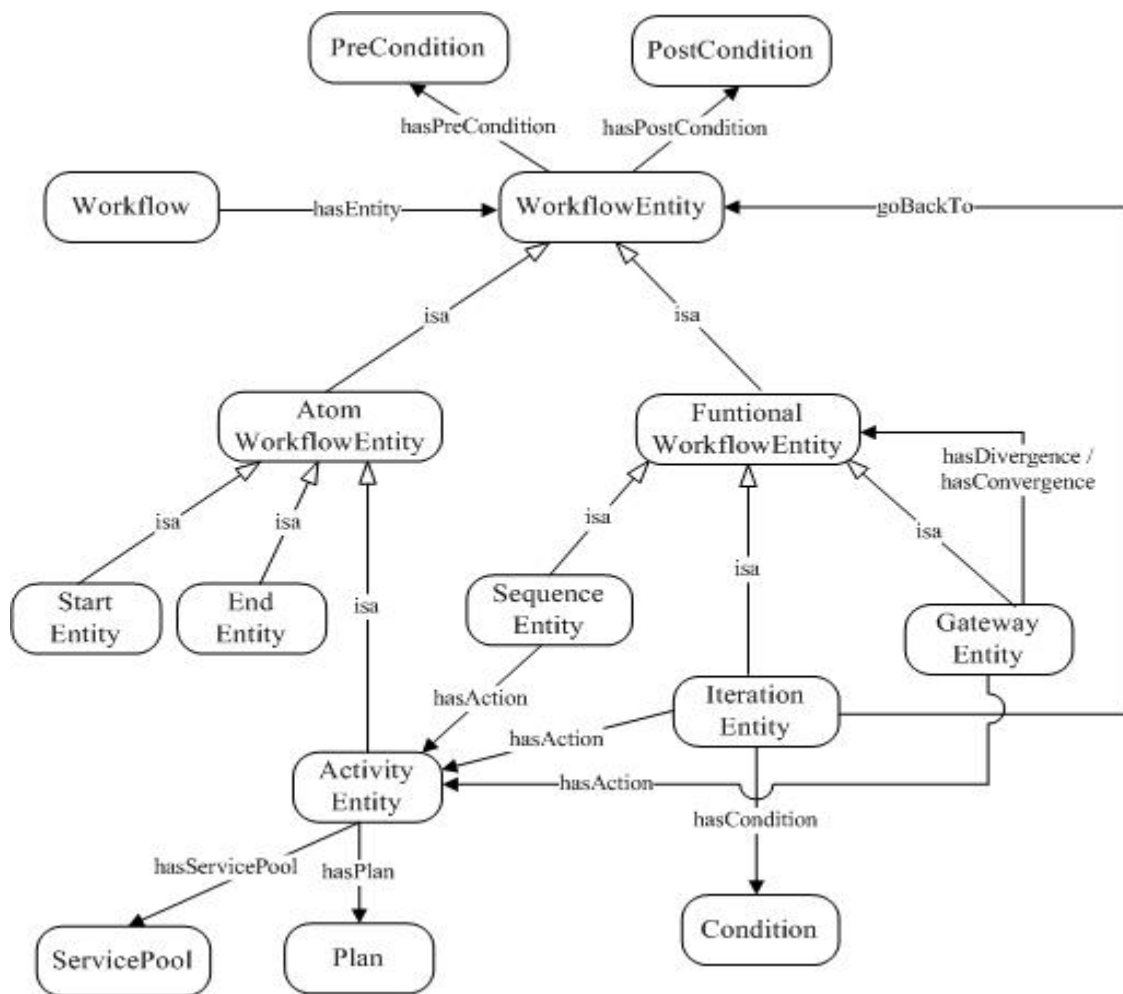 PreCondition
PostCondition
hasPreCondition
hasPostCondition
Workflow
hasEntity
WorkflowEntity
goBackTo
isa
isa
Atom
WorkflowEntity
Funtional
WorkflowEntity
hasDivergence /
hasConvergence
isa
isa
isa
isa
isa
isa
Start
Entity
End
Entity
Sequence
Entity
Gateway
Entity
hasAction
Iteration
Entity
hasAction
Activity
Entity
hasAction
hasCondition
hasServicePool
hasPlan
ServicePool
Plan
Condition